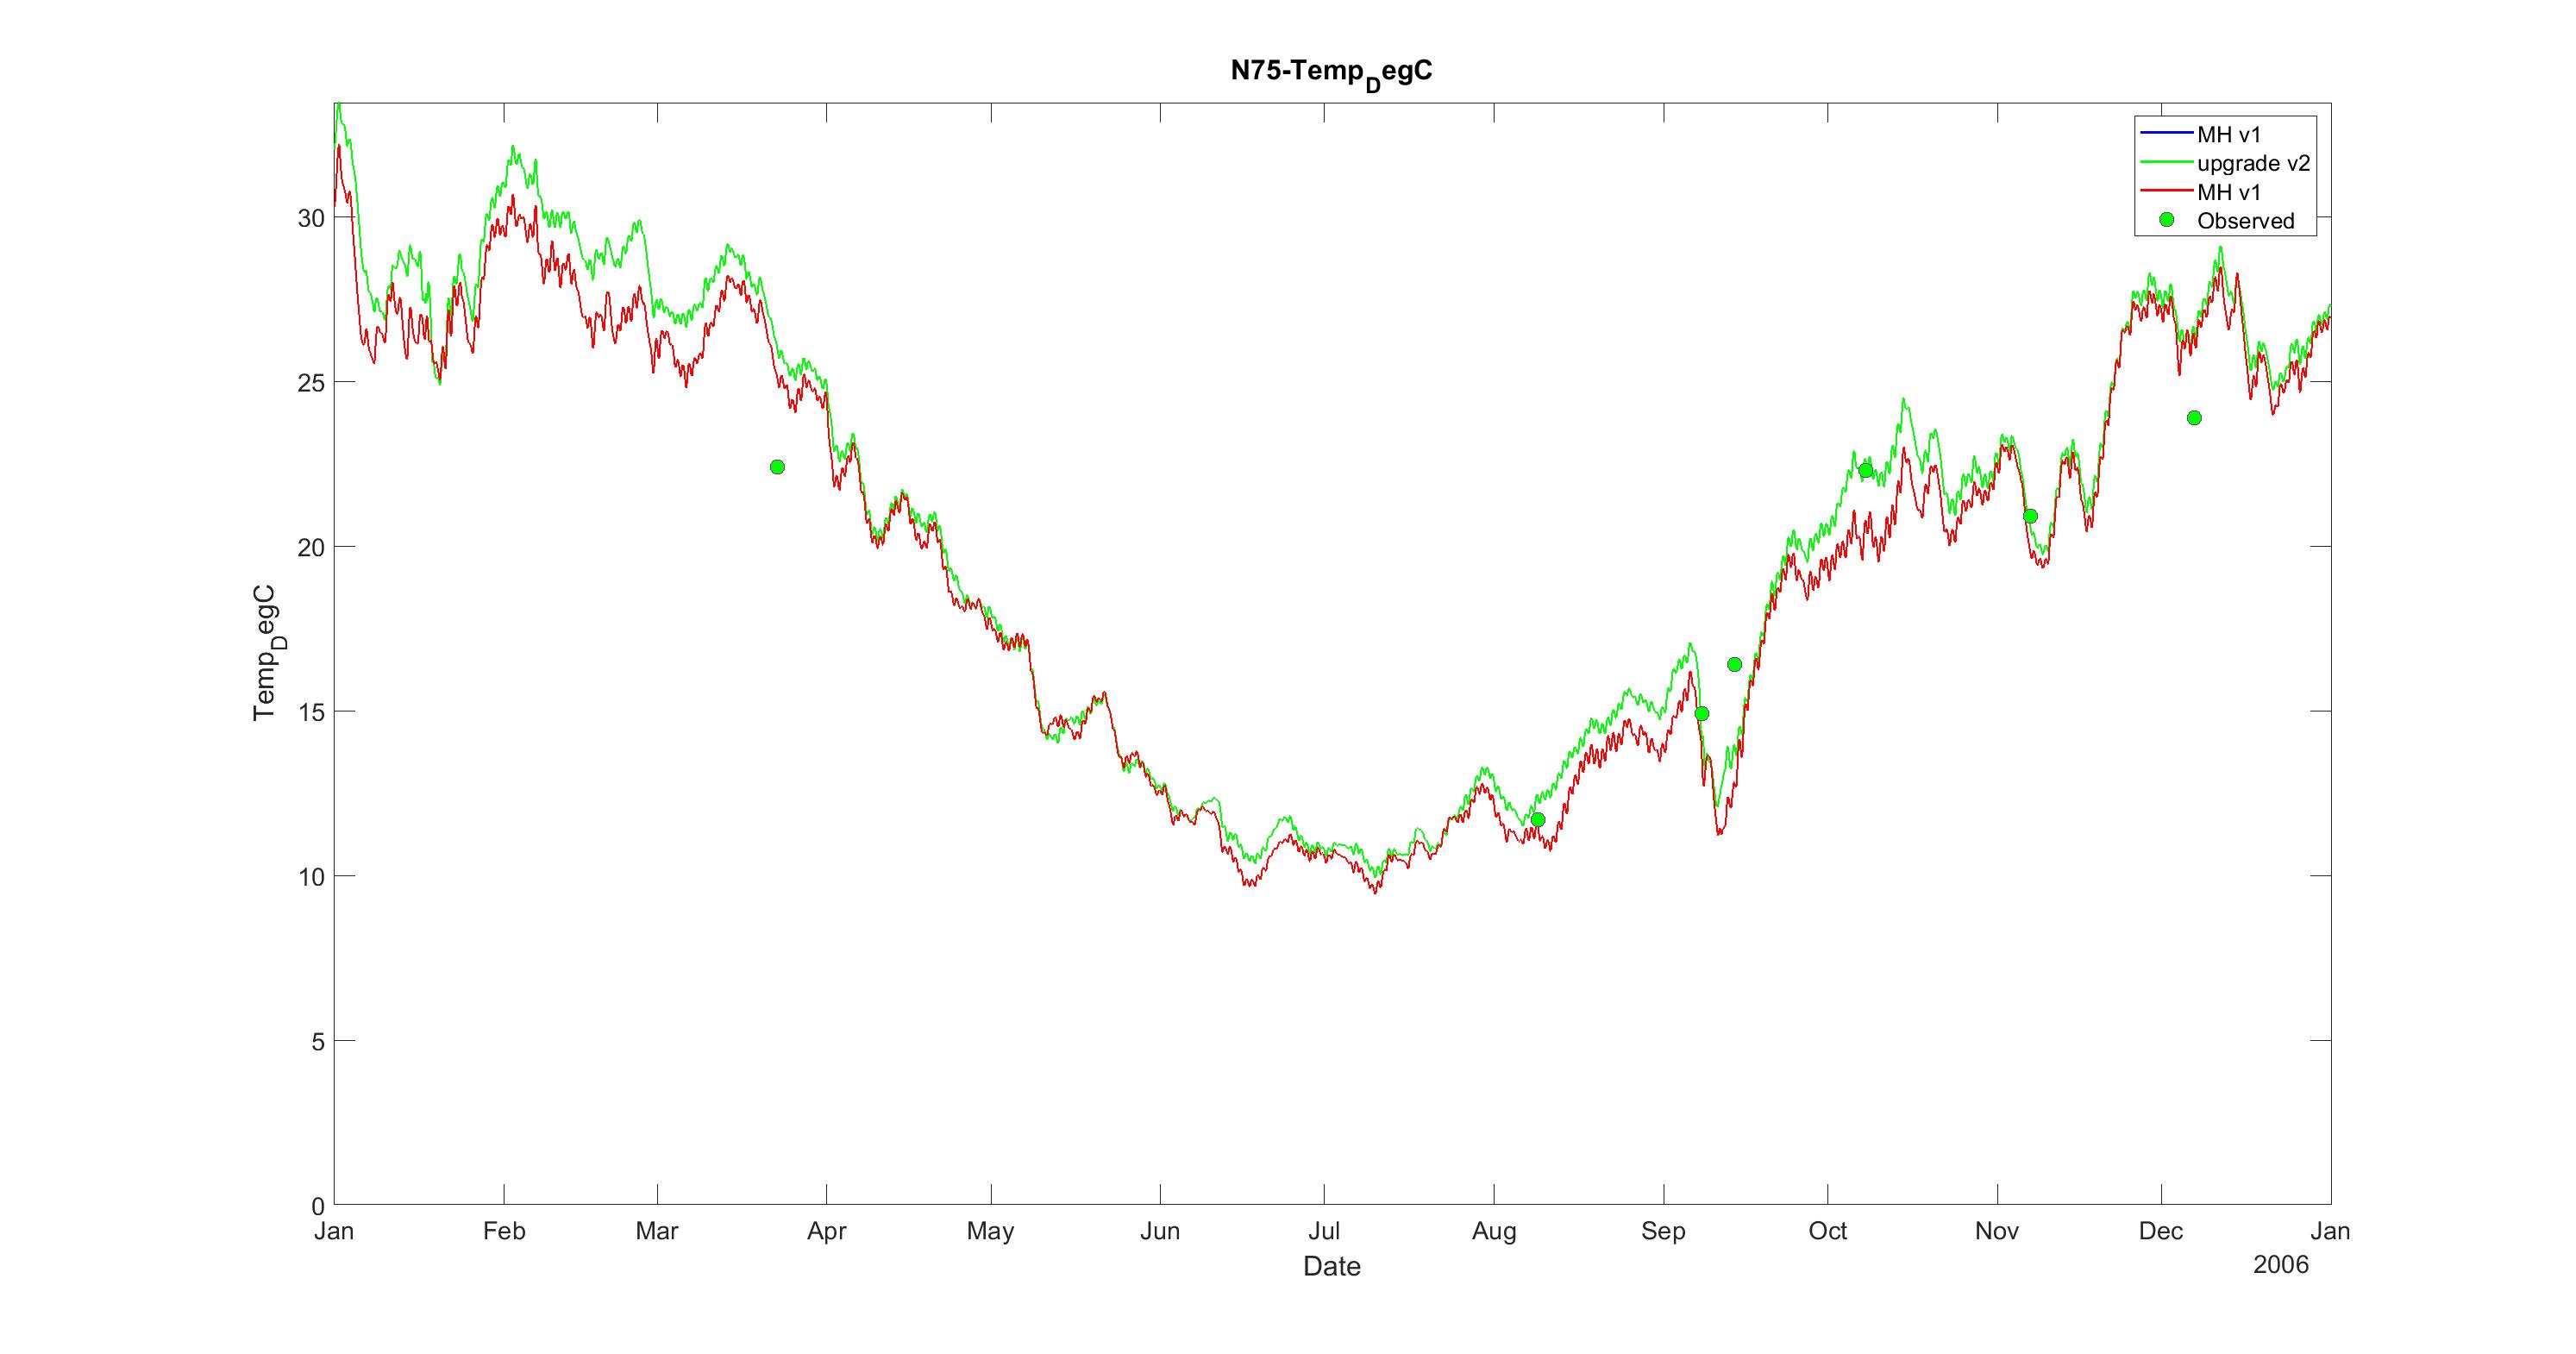 N75-Temp_DegC
MH v1
upgrade v2
MH v1
Observed
30
25
20
15
10
5
0
Temp_DegC
Jan Feb Mar Apr May Jun Jul Aug Sep Oct Nov Dec Jan
Date
2006